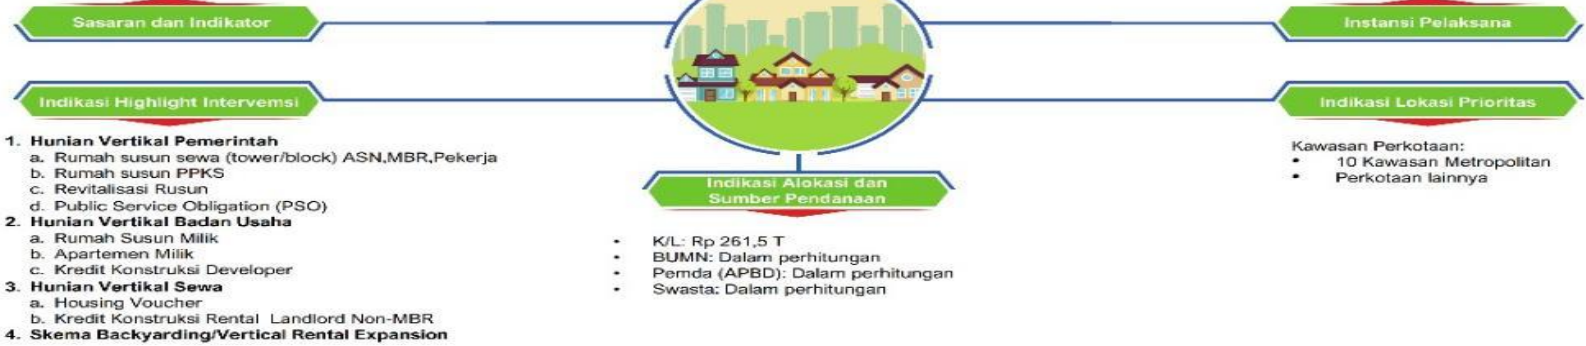 Sasaran dan Indikator
Instansi Pelaksana
Indikasi Highlight Intervemsi
1. Hunian Vertikal Pemerintah
a. Rumah susun sewa (tower/block) ASN,MBR,Pekerja
b. Rumah susun PPKS
c. Revitalisasi Rusun
d. Public Service Obligation (PSO)
2. Hunian Vertikal Badan Usaha
a. Rumah Susun Milik
b. Apartemen Milik
c. Kredit Konstruksi Developer
3. Hunian Vertikal Sewa
a. Housing Voucher
b. Kredit Konstruksi Rental Landlord Non-MBR
4. Skema Backyarding/Vertical Rental Expansion
Indikasi Alokasi dan
Sumber Pendanaan
• K/L: Rp 261,5 T
• BUMN: Dalam perhitungan
• Pemda (APBD): Dalam perhitungan
• Swasta: Dalam perhitungan
Indikasi Lokasi Prioritas
Kawasan Perkotaan:
• 10 Kawasan Metropolitan
• Perkotaan lainnya